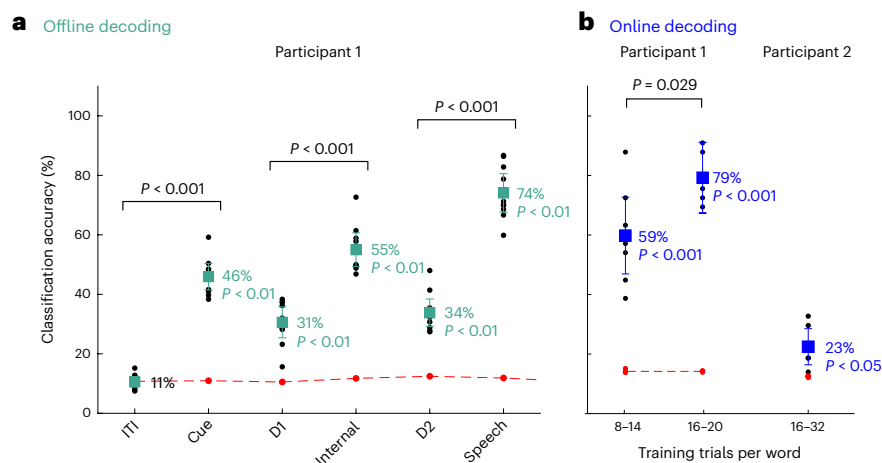 a Offline decoding
Participant 1
Classification accuracy (%)
100
80
60
40
20
0
P < 0.001
P < 0.001
P < 0.001
11%
46%
P < 0.01
31%
P < 0.01
55%
P < 0.01
34%
P < 0.01
74%
P < 0.01
ITI
Cue
D1
Internal
D2
Speech
b Online decoding
Participant 1 Participant 2
P = 0.029
59%
P < 0.001
79%
P < 0.001
23%
P < 0.05
8–14 16–20 16–32
Training trials per word